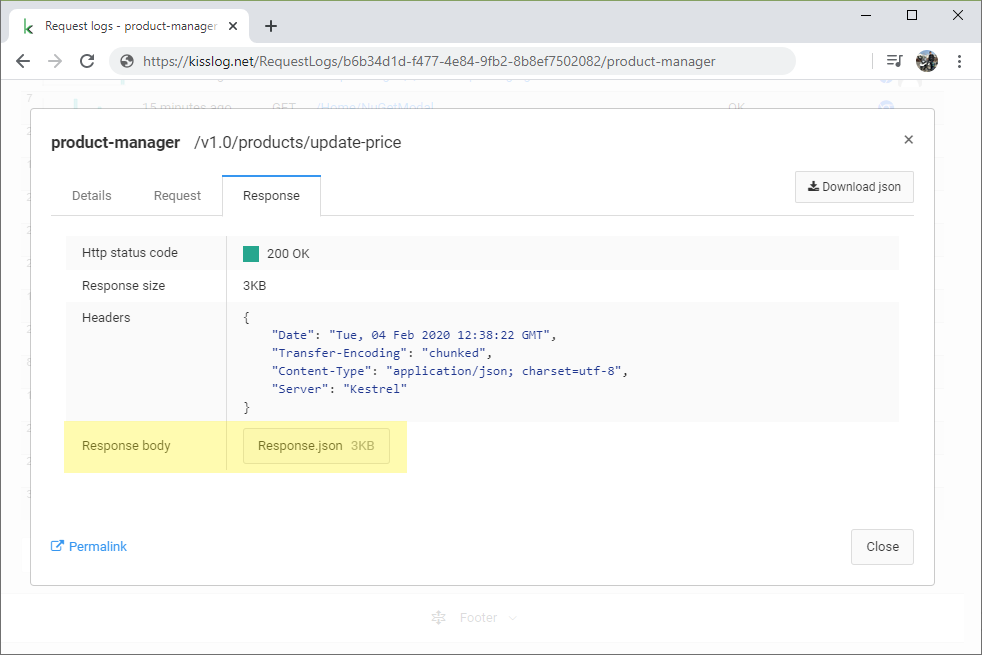 Request logs - product-manager
https://kisslog.net/RequestLogs/b6b34d1d-f477-4e84-9fb2-8b8ef7502082/product-manager
15 minutes ago GET /Home/NuGetModal OK
product-manager /v1.0/products/update-price
Details Request Response Download json
Http status code 200 OK
Response size 3KB
Headers {
"Date": "Tue, 04 Feb 2020 12:38:22 GMT",
"Transfer-Encoding": "chunked",
"Content-Type": "application/json; charset=utf-8",
"Server": "Kestrel"
}
Response body Response.json 3KB
Permalink Close
Footer